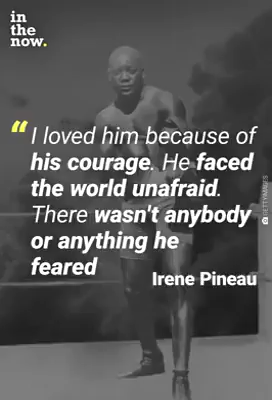 in
the
now.
“ I loved him because of
his courage. He faced
the world unafraid.
There wasn't anybody
or anything he
feared
Irene Pineau
© GETTYIMAGES